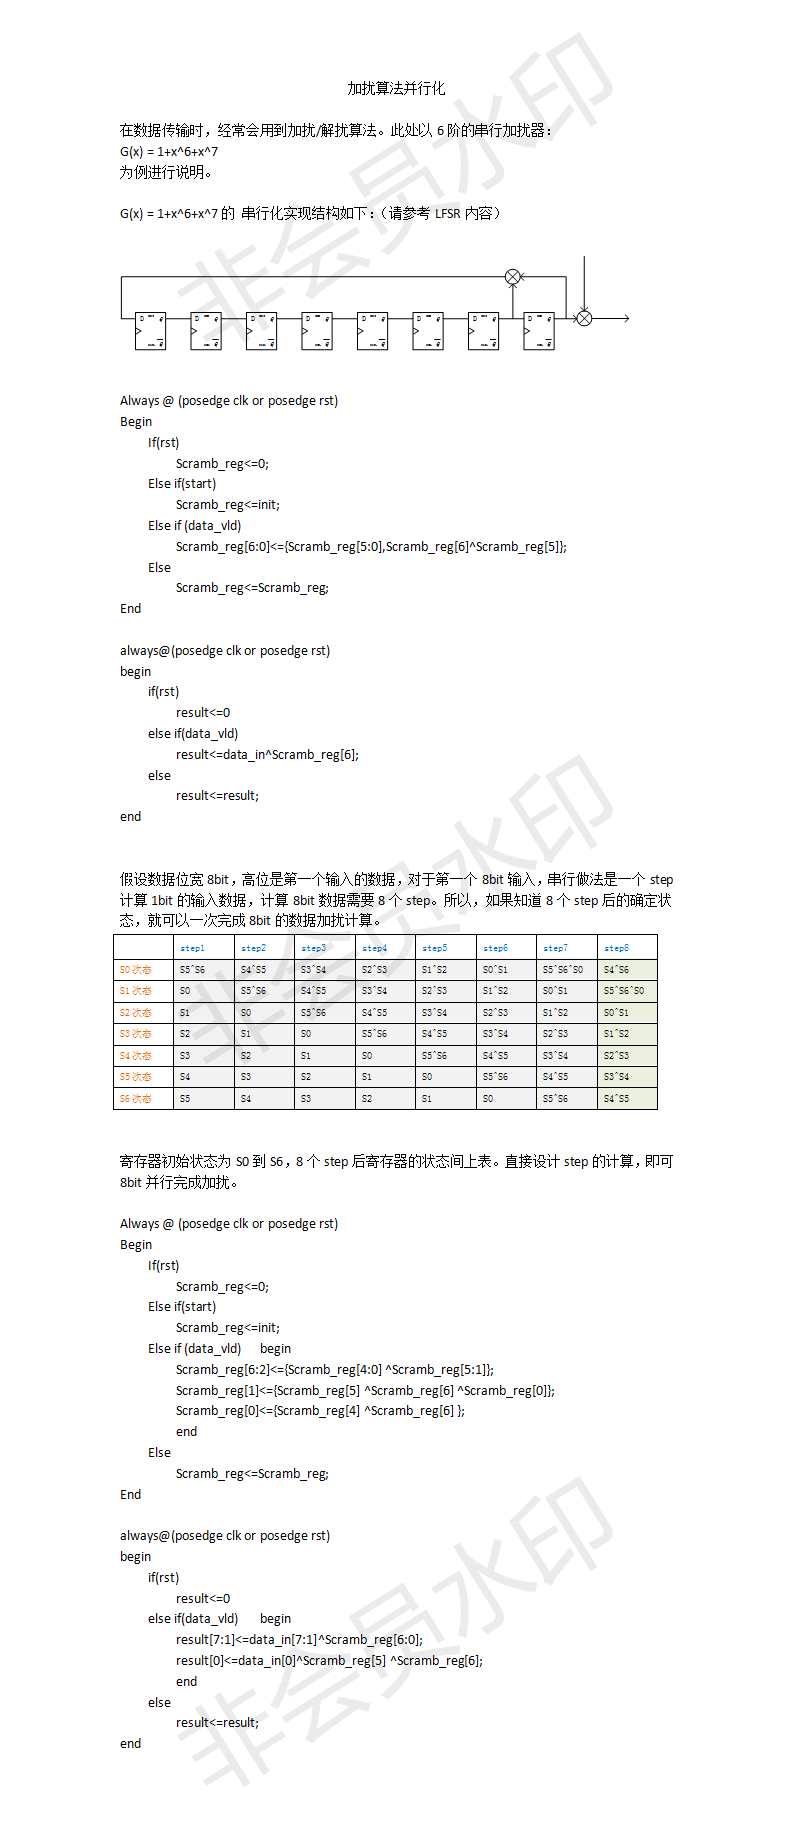 加扰算法并行化
在数据传输时，经常会用到加扰/解扰算法。此处以 6 阶的串行加扰器：
G(x) = 1+x^6+x^7
为例进行说明。
G(x) = 1+x^6+x^7 的 串行化实现结构如下：（请参考 LFSR 内容）
Always @ (posedge clk or posedge rst)
Begin
If(rst)
Scramb_reg<=0;
Else if(start)
Scramb_reg<=init;
Else if (data_vld)
Scramb_reg[6:0]<={Scramb_reg[5:0],Scramb_reg[6]^Scramb_reg[5]};
Else
Scramb_reg<=Scramb_reg;
End
always@(posedge clk or posedge rst)
begin
if(rst)
result<=0
else if(data_vld)
result<=data_in^Scramb_reg[6];
else
result<=result;
end
假设数据位宽 8bit，高位是第一个输入的数据，对于第一个 8bit 输入，串行做法是一个 step
计算 1bit 的输入数据，计算 8bit 数据需要 8 个 step。所以，如果知道 8 个 step 后的确定状
态，就可以一次完成 8bit 的数据加扰计算。
step1 step2 step3 step4 step5 step6 step7 step8
S0 次态 S5^S6 S4^S5 S3^S4 S2^S3 S1^S2 S0^S1 S5^S6^S0 S4^S6
S1 次态 S0 S5^S6 S4^S5 S3^S4 S2^S3 S1^S2 S0^S1 S5^S6^S0
S2 次态 S1 S0 S5^S6 S4^S5 S3^S4 S2^S3 S1^S2 S0^S1
S3 次态 S2 S1 S0 S5^S6 S4^S5 S3^S4 S2^S3 S1^S2
S4 次态 S3 S2 S1 S0 S5^S6 S4^S5 S3^S4 S2^S3
S5 次态 S4 S3 S2 S1 S0 S5^S6 S4^S5 S3^S4
S6 次态 S5 S4 S3 S2 S1 S0 S5^S6 S4^S5
寄存器初始状态为 S0 到 S6，8 个 step 后寄存器的状态间上表。直接设计 step 的计算，即可
8bit 并行完成加扰。
Always @ (posedge clk or posedge rst)
Begin
If(rst)
Scramb_reg<=0;
Else if(start)
Scramb_reg<=init;
Else if (data_vld) begin
Scramb_reg[6:2]<={Scramb_reg[4:0] ^Scramb_reg[5:1]};
Scramb_reg[1]<={Scramb_reg[5] ^Scramb_reg[6] ^Scramb_reg[0]};
Scramb_reg[0]<={Scramb_reg[4] ^Scramb_reg[6] };
end
Else
Scramb_reg<=Scramb_reg;
End
always@(posedge clk or posedge rst)
begin
if(rst)
result<=0
else if(data_vld) begin
result[7:1]<=data_in[7:1]^Scramb_reg[6:0];
result[0]<=data_in[0]^Scramb_reg[5] ^Scramb_reg[6];
end
else
result<=result;
end
非会员水印
非会员水印
非会员水印